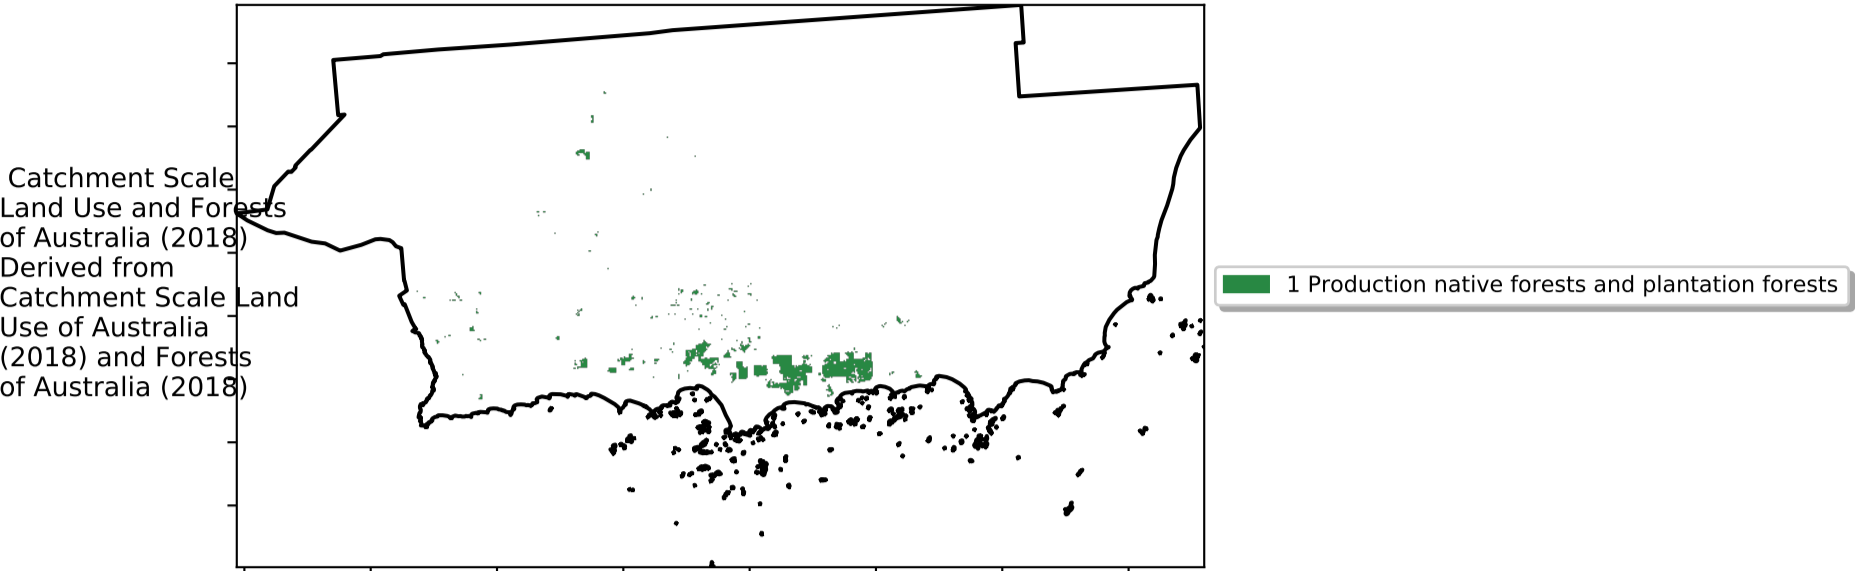 Catchment Scale
Land Use and Forests
of Australia (2018)
Derived from
Catchment Scale Land
Use of Australia
(2018) and Forests
of Australia (2018)
1 Production native forests and plantation forests